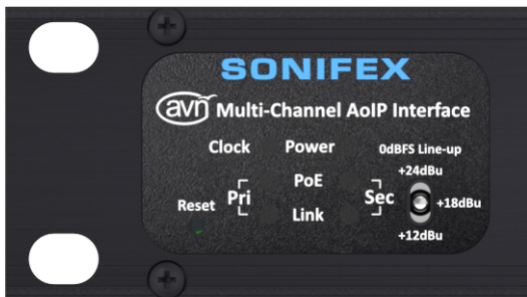 SONIFEX
avn Multi-Channel AoIP Interface
Clock Power 0dBFS Line-up
+24dBu
PoE
Pri Sec
+18dBu
Reset
Link
+12dBu